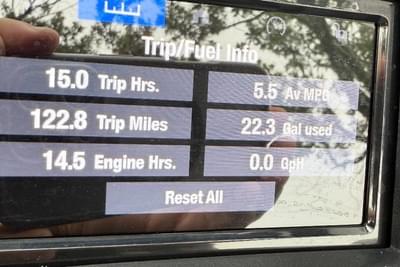 Trip/Fuel Info
15.0 Trip Hrs. 5.5 Av MPG
122.8 Trip Miles 22.3 Gal used
14.5 Engine Hrs. 0.0 GpH
Reset All